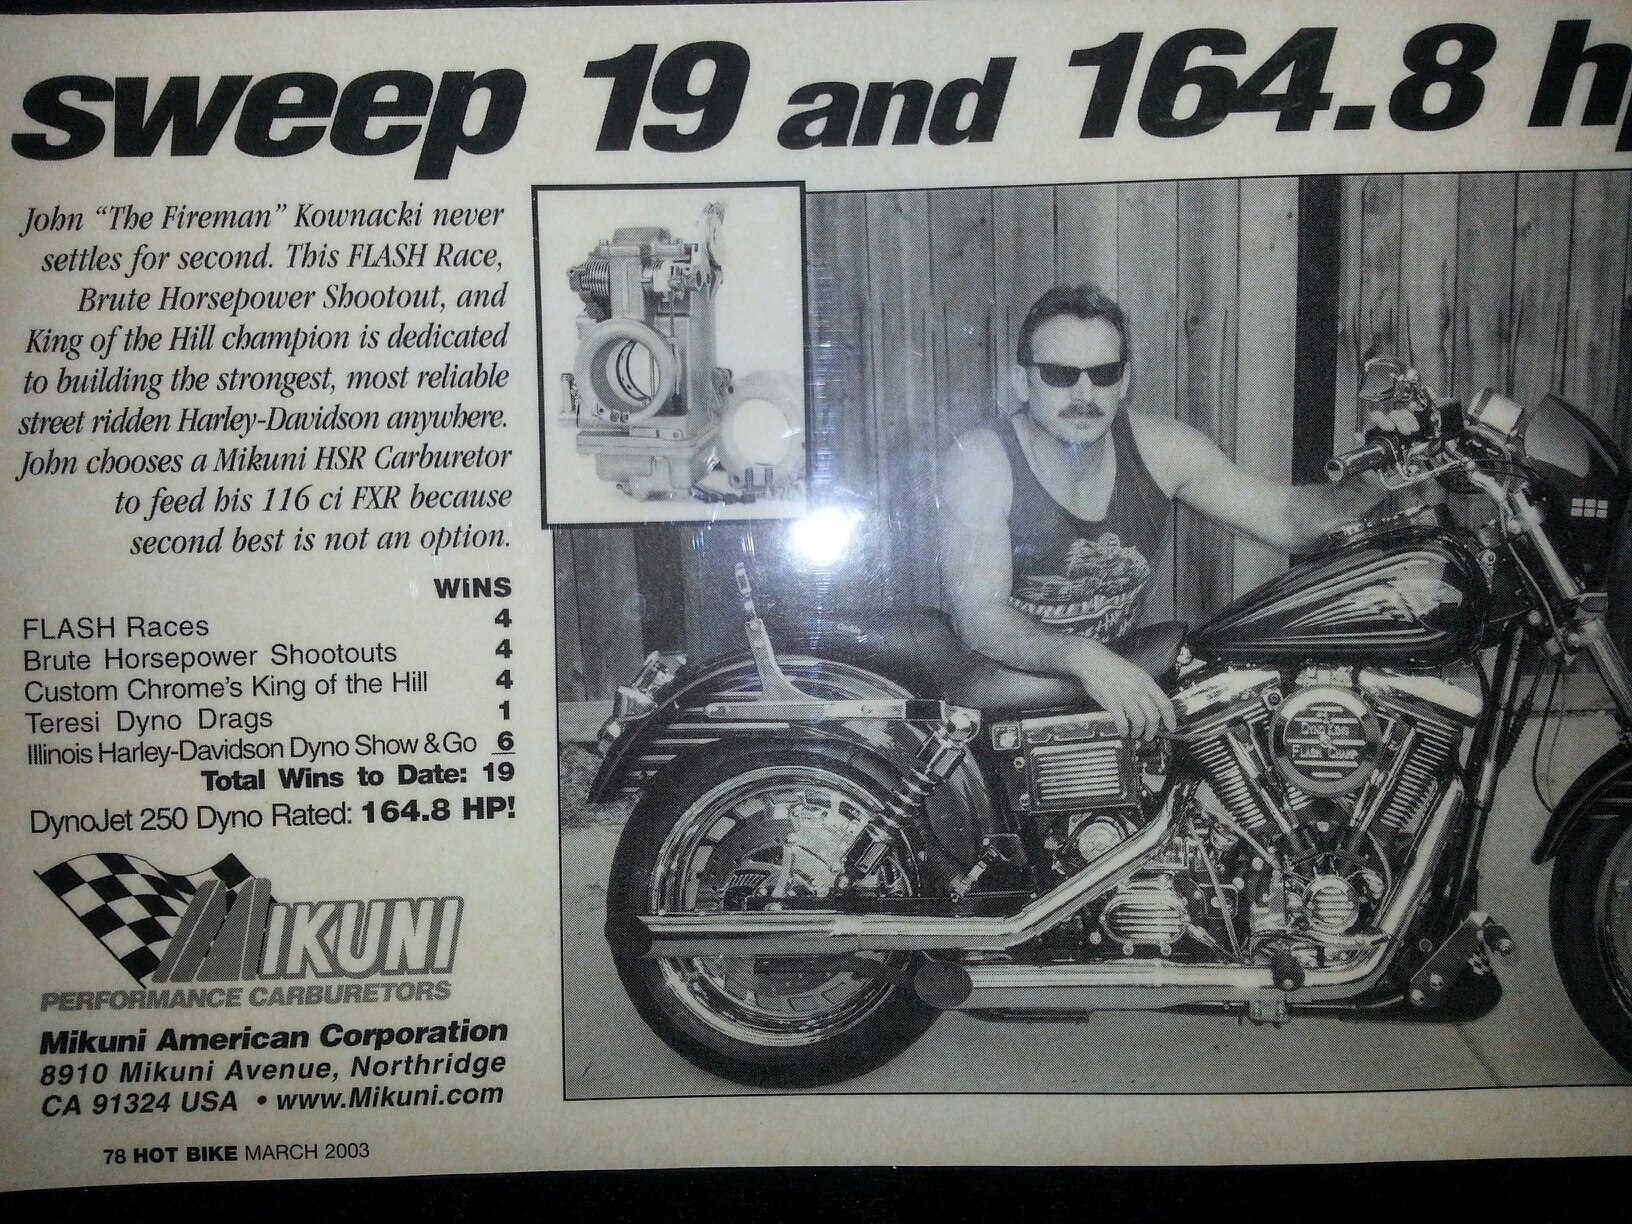 sweep 19 and 164.8 hp
John “The Fireman” Kownacki never
settles for second. This FLASH Race,
Brute Horsepower Shootout, and
King of the Hill champion is dedicated
to building the strongest, most reliable
street ridden Harley-Davidson anywhere.
John chooses a Mikuni HSR Carburetor
to feed his 116 ci FXR because
second best is not an option.
WINS
FLASH Races 4
Brute Horsepower Shootouts 4
Custom Chrome's King of the Hill 4
Teresi Dyno Drags 1
Illinois Harley-Davidson Dyno Show & Go 6
Total Wins to Date: 19
DynoJet 250 Dyno Rated: 164.8 HP!
MIKUNI
PERFORMANCE CARBURETORS
Mikuni American Corporation
8910 Mikuni Avenue, Northridge
CA 91324 USA • www.Mikuni.com
78 HOT BIKE MARCH 2003